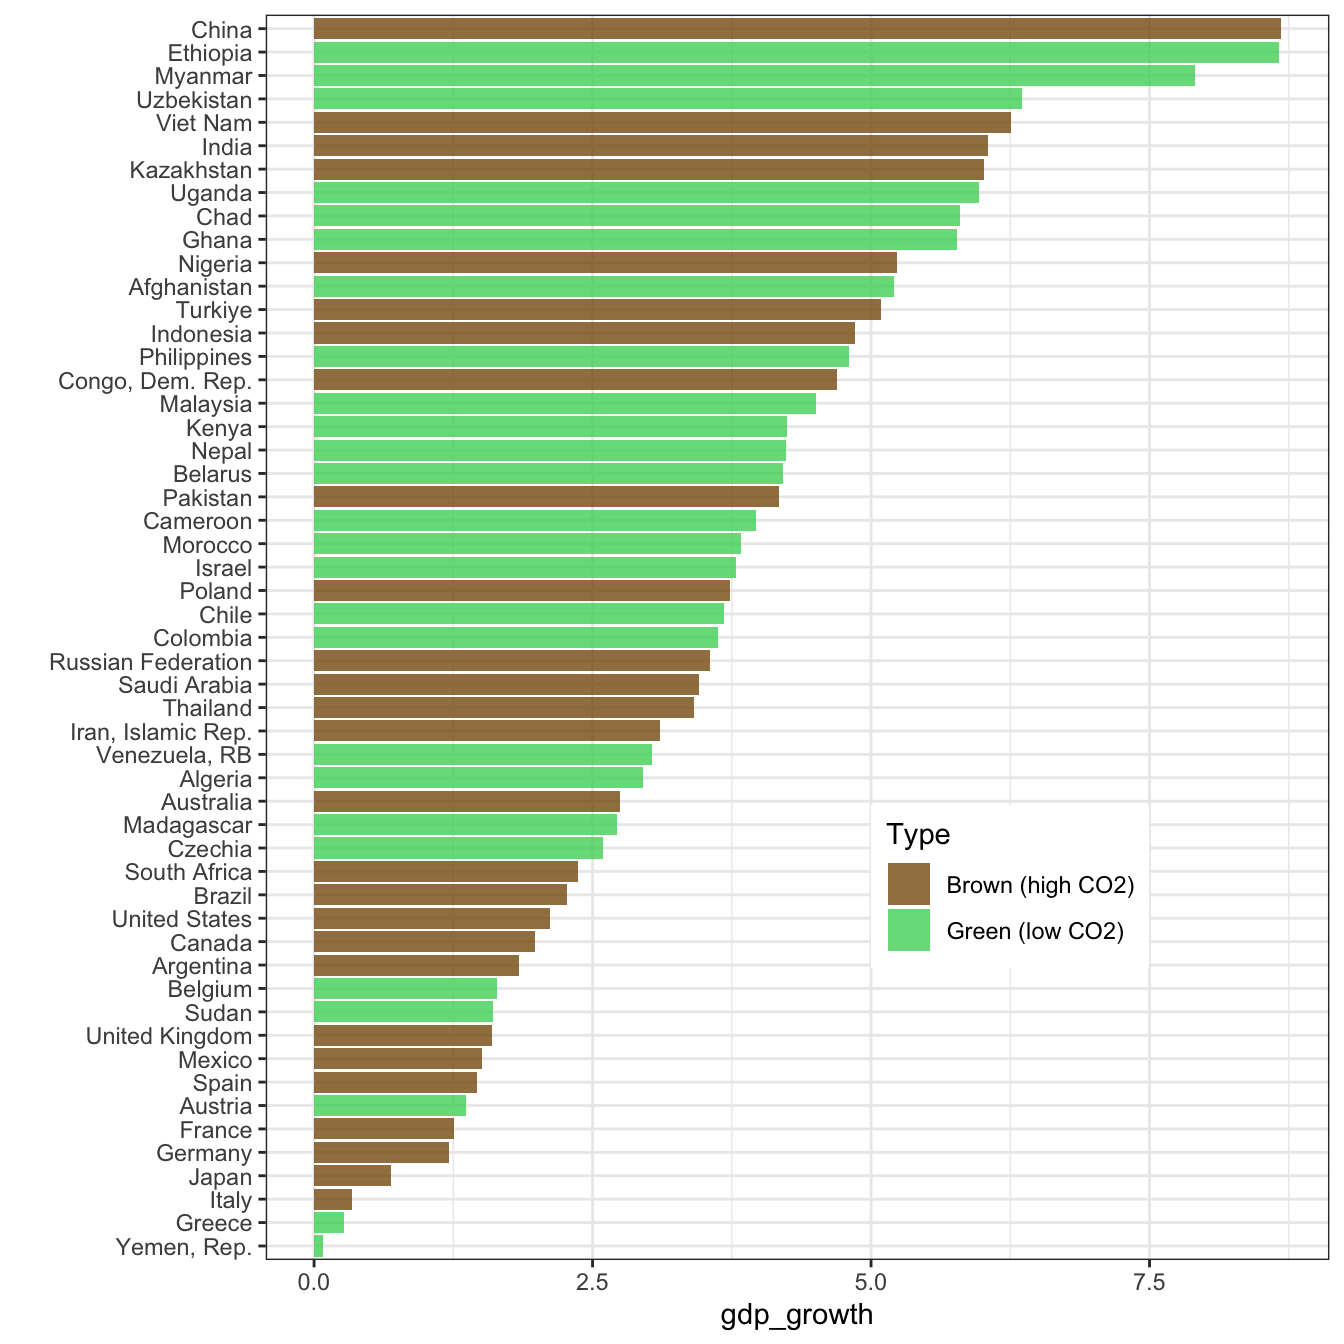 China
Ethiopia
Myanmar
Uzbekistan
Viet Nam
India
Kazakhstan
Uganda
Chad
Ghana
Nigeria
Afghanistan
Turkiye
Indonesia
Philippines
Congo, Dem. Rep.
Malaysia
Kenya
Nepal
Belarus
Pakistan
Cameroon
Morocco
Israel
Poland
Chile
Colombia
Russian Federation
Saudi Arabia
Thailand
Iran, Islamic Rep.
Venezuela, RB
Algeria
Australia
Madagascar
Czechia
South Africa
Brazil
United States
Canada
Argentina
Belgium
Sudan
United Kingdom
Mexico
Spain
Austria
France
Germany
Japan
Italy
Greece
Yemen, Rep.
Type
Brown (high CO2)
Green (low CO2)
0.0 2.5 5.0 7.5
gdp_growth